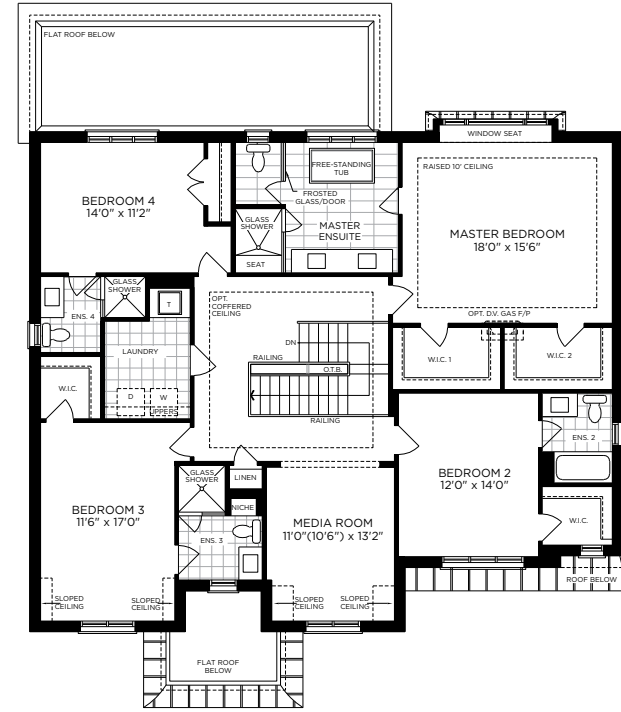 FLAT ROOF BELOW
WINDOW SEAT
FREE-STANDING
TUB
RAISED 10' CEILING
BEDROOM 4
14'0" x 11'2"
FROSTED
GLASS/DOOR
GLASS
SHOWER
MASTER
ENSUITE
MASTER BEDROOM
18'0" x 15'6"
SEAT
GLASS
SHOWER
OPT.
COFFERED
CEILING
T
ENS. 4
OPT. D.V. GAS F/P
DN
LAUNDRY
RAILING
W.I.C. 1
W.I.C. 2
O.T.B.
W.I.C.
D
W
UPPERS
RAILING
ENS. 2
GLASS
SHOWER
LINEN
BEDROOM 2
12'0" x 14'0"
NICHE
BEDROOM 3
11'6" x 17'0"
MEDIA ROOM
11'0"(10'6") x 13'2"
W.I.C.
ENS. 3
ROOF BELOW
SLOPED
CEILING
SLOPED
CEILING
SLOPED
CEILING
SLOPED
CEILING
FLAT ROOF
BELOW